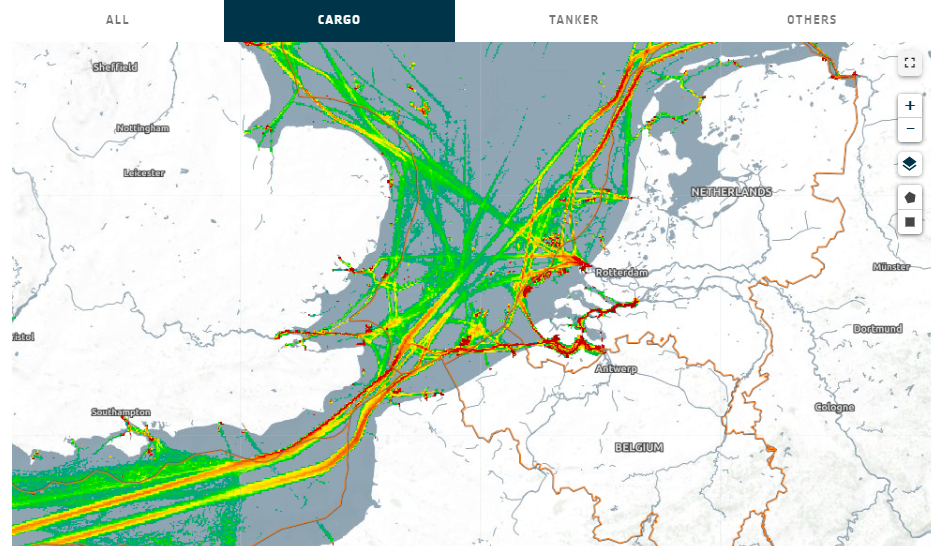 ALL
CARGO
TANKER
OTHERS
Sheffield
Nottingham
Leicester
NETHERLANDS
Rotterdam
Münster
istol
Dortmund
Antwerp
Southampton
Cologne
BELGIUM